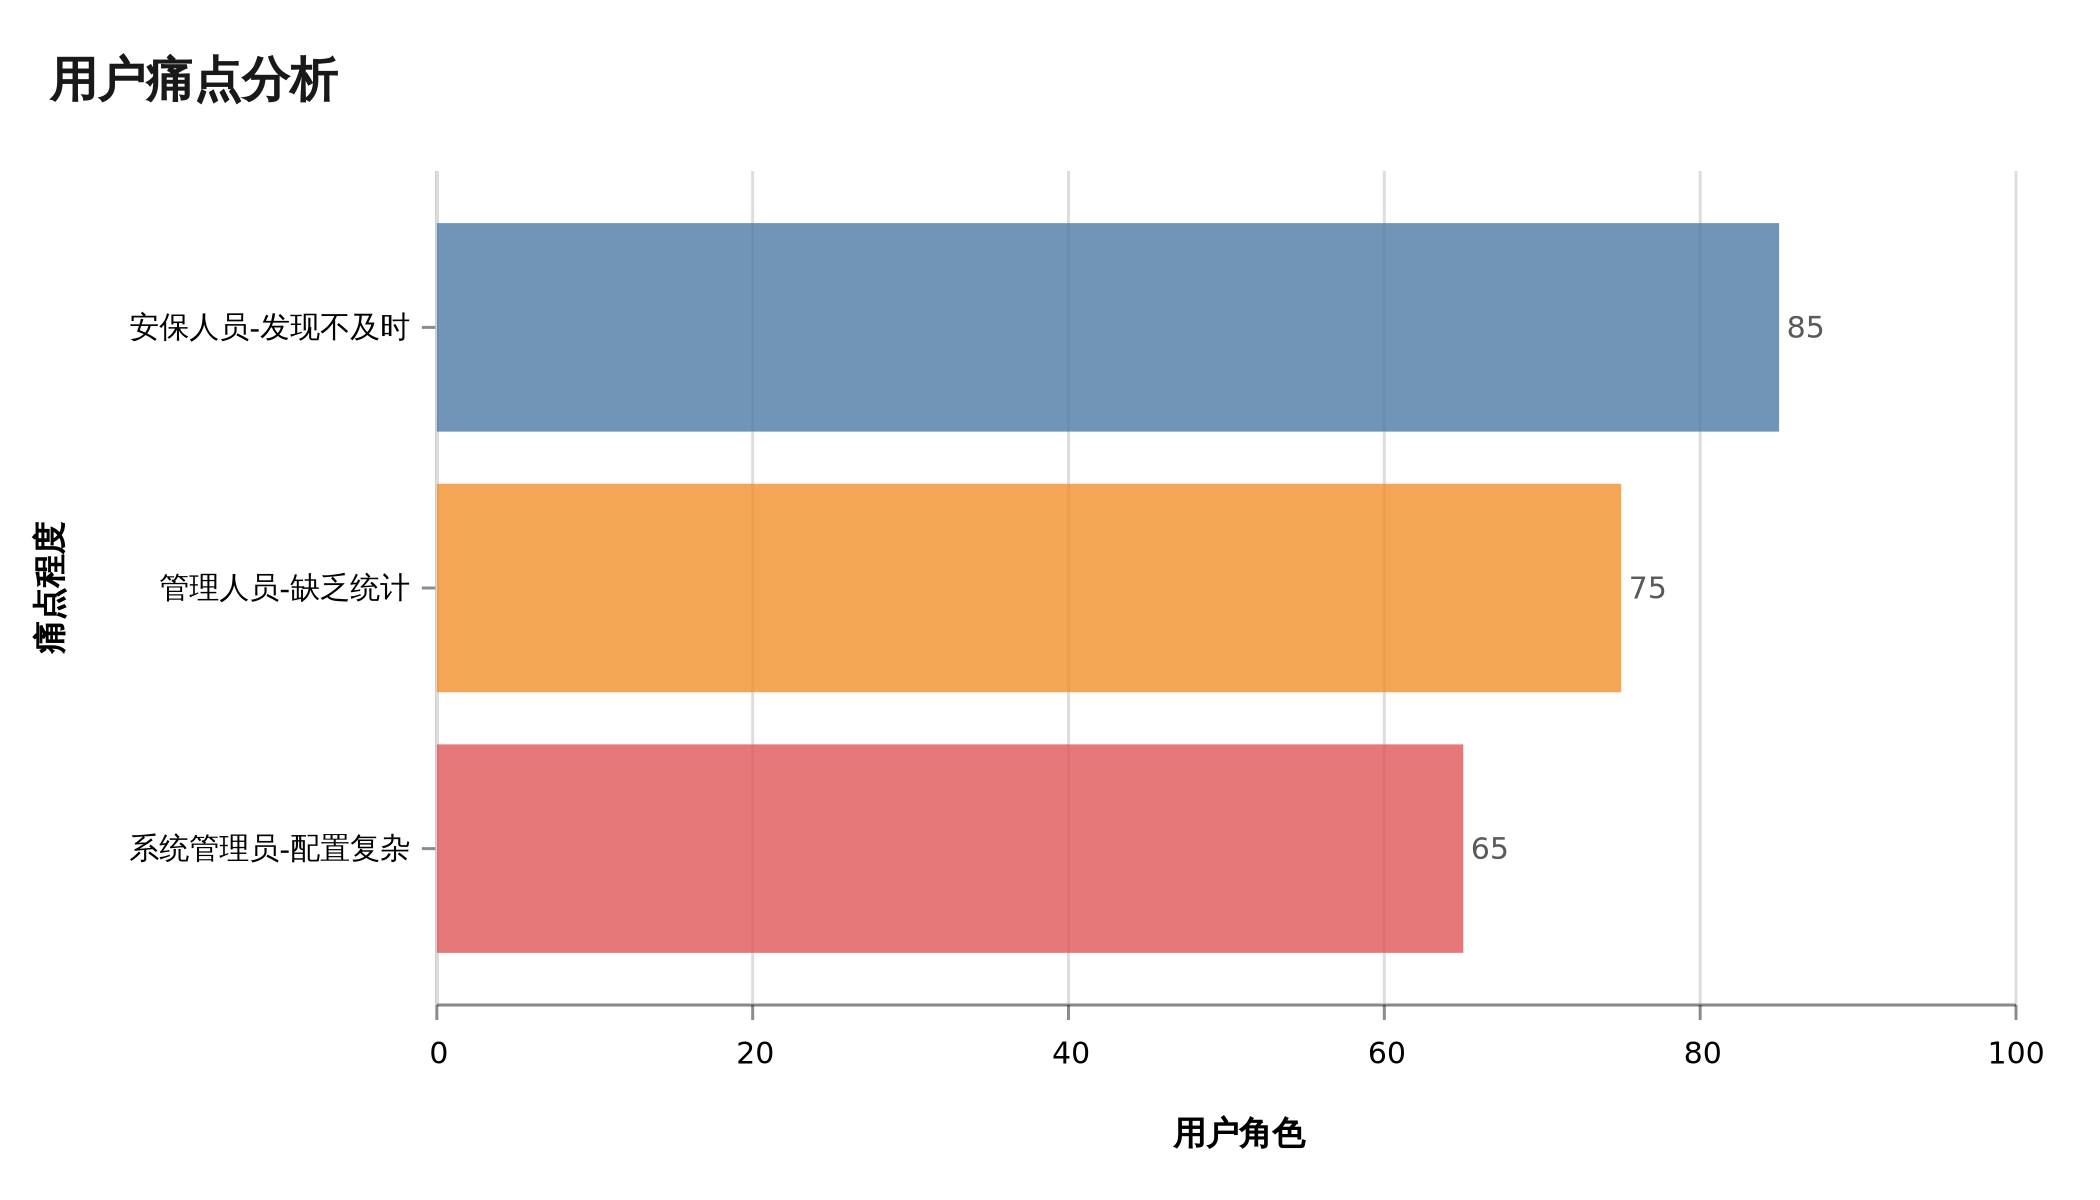 用户痛点分析
安保人员-发现不及时
85
管理人员-缺乏统计
75
系统管理员-配置复杂
65
痛点程度
0 20 40 60 80 100
用户角色